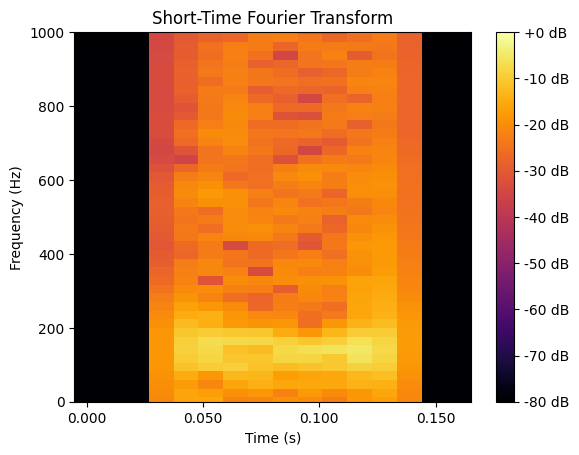 Short-Time Fourier Transform
1000
800
600
400
200
0
Frequency (Hz)
0.000
0.050
0.100
0.150
Time (s)
+0 dB
-10 dB
-20 dB
-30 dB
-40 dB
-50 dB
-60 dB
-70 dB
-80 dB